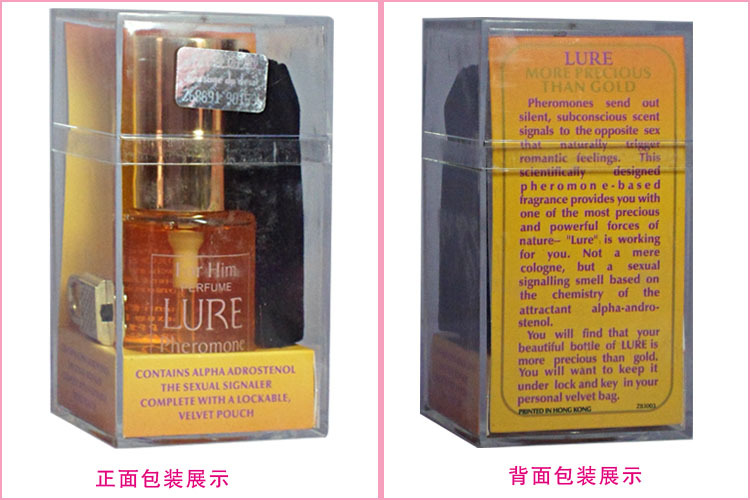 268691
For Him
PERFUME
LURE
Pheromone
CONTAINS ALPHA ADROSTENOL
THE SEXUAL SIGNALER
COMPLETE WITH A LOCKABLE,
VELVET POUCH
正面包装展示
LURE
MORE PRECIOUS
THAN GOLD
Pheromones send out
silent, subconscious scent
signals to the opposite sex
that naturally trigger
romantic feelings. This
scientifically designed
pheromone-based
fragrance provides you with
one of the most precious
and powerful forces of
nature– "Lure" is working
for you. Not a mere
cologne, but a sexual
signalling smell based on
the chemistry of the
attractant alpha-andro-
stenol.
You will find that your
beautiful bottle of LURE is
more precious than gold.
You will want to keep it
under lock and key in your
personal velvet bag.
PRINTED IN HONG KONG
背面包装展示